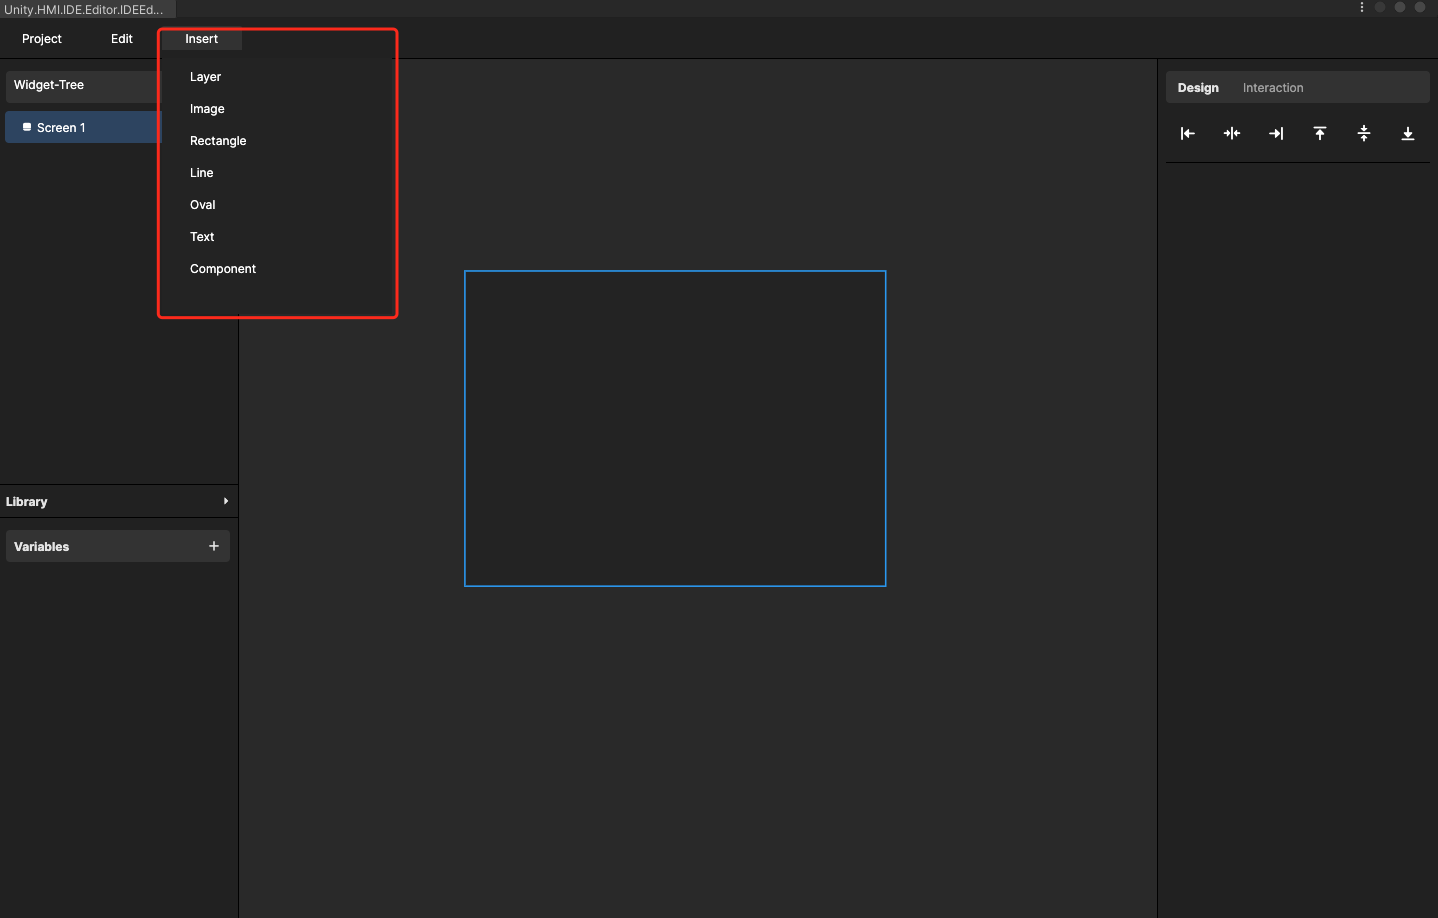 Unity.HMI.IDE.Editor.IDEEd...
Project Edit Insert
Layer
Image
Rectangle
Line
Oval
Text
Component
Widget-Tree
Screen 1
Library
Variables
Design Interaction